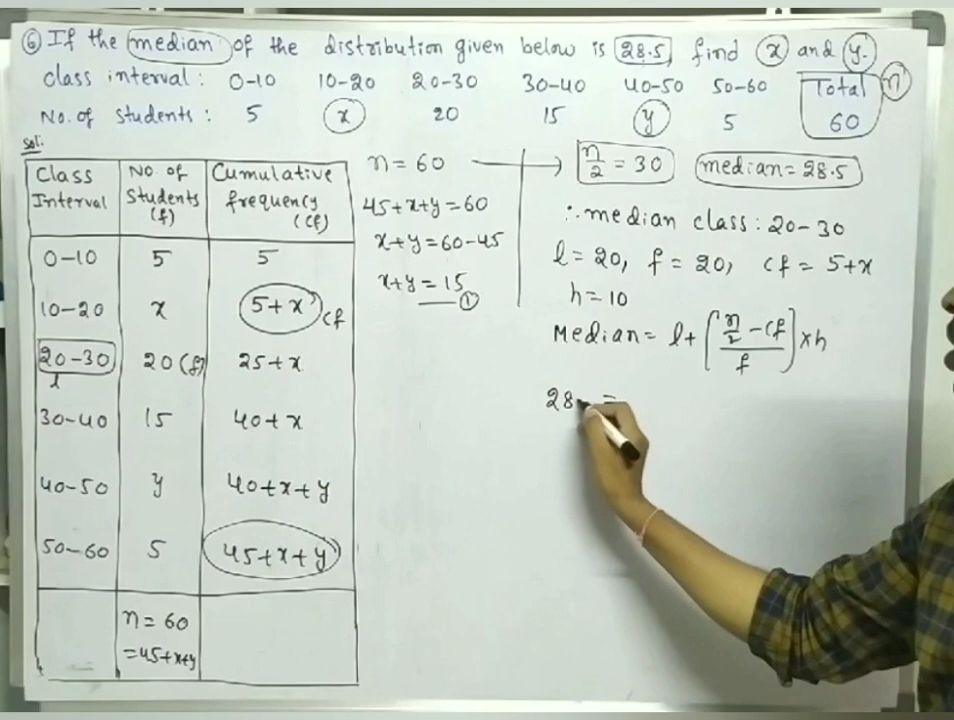 ⑥ If the median of the distribution given below is 28.5, find x and y.
class interval : 0-10 10-20 20-30 30-40 40-50 50-60 Total n
No. of students : 5 x 20 15 y 5 60
Sol:
Class Interval No. of Students (f) Cumulative frequency (cf)
0-10 5 5
10-20 x 5+x cf
20-30 20(f) 25+x
l
30-40 15 40+x
40-50 y 40+x+y
50-60 5 45+x+y
n = 60
=45+x+y
n = 60
45+x+y=60
x+y=60-45
x+y=15
①
n/2 = 30 median=28.5
∴ median class: 20-30
l = 20, f = 20, cf = 5+x
h=10
Median= l+[(n/2 -cf)/f]×h
28 =